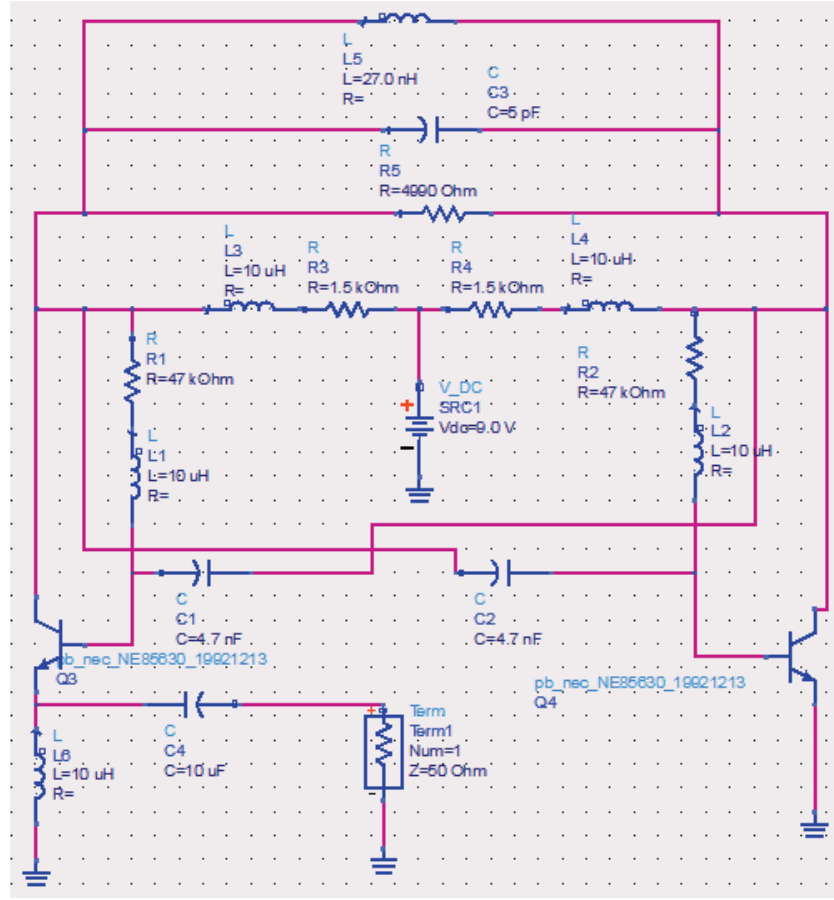 L
L5
L=27.0 nH
R=
C
C3
C=5 pF
R
R5
R=4990 Ohm
L
L3
L=10 uH
R=
R
R3
R=1.5 kOhm
R
R4
R=1.5 kOhm
L
L4
L=10 uH
R=
R
R1
R=47 kOhm
L
L1
L=10 uH
R=
+
V_DC
SRC1
Vdc=9.0 V
-
R
R2
R=47 kOhm
L
L2
L=10 uH
R=
C
C1
C=4.7 nF
C
C2
C=4.7 nF
pb_nec_NE85630_19921213
Q3
pb_nec_NE85630_19921213
Q4
C
C4
C=10 uF
+
Term
Term1
Num=1
Z=50 Ohm
-
L
L6
L=10 uH
R=